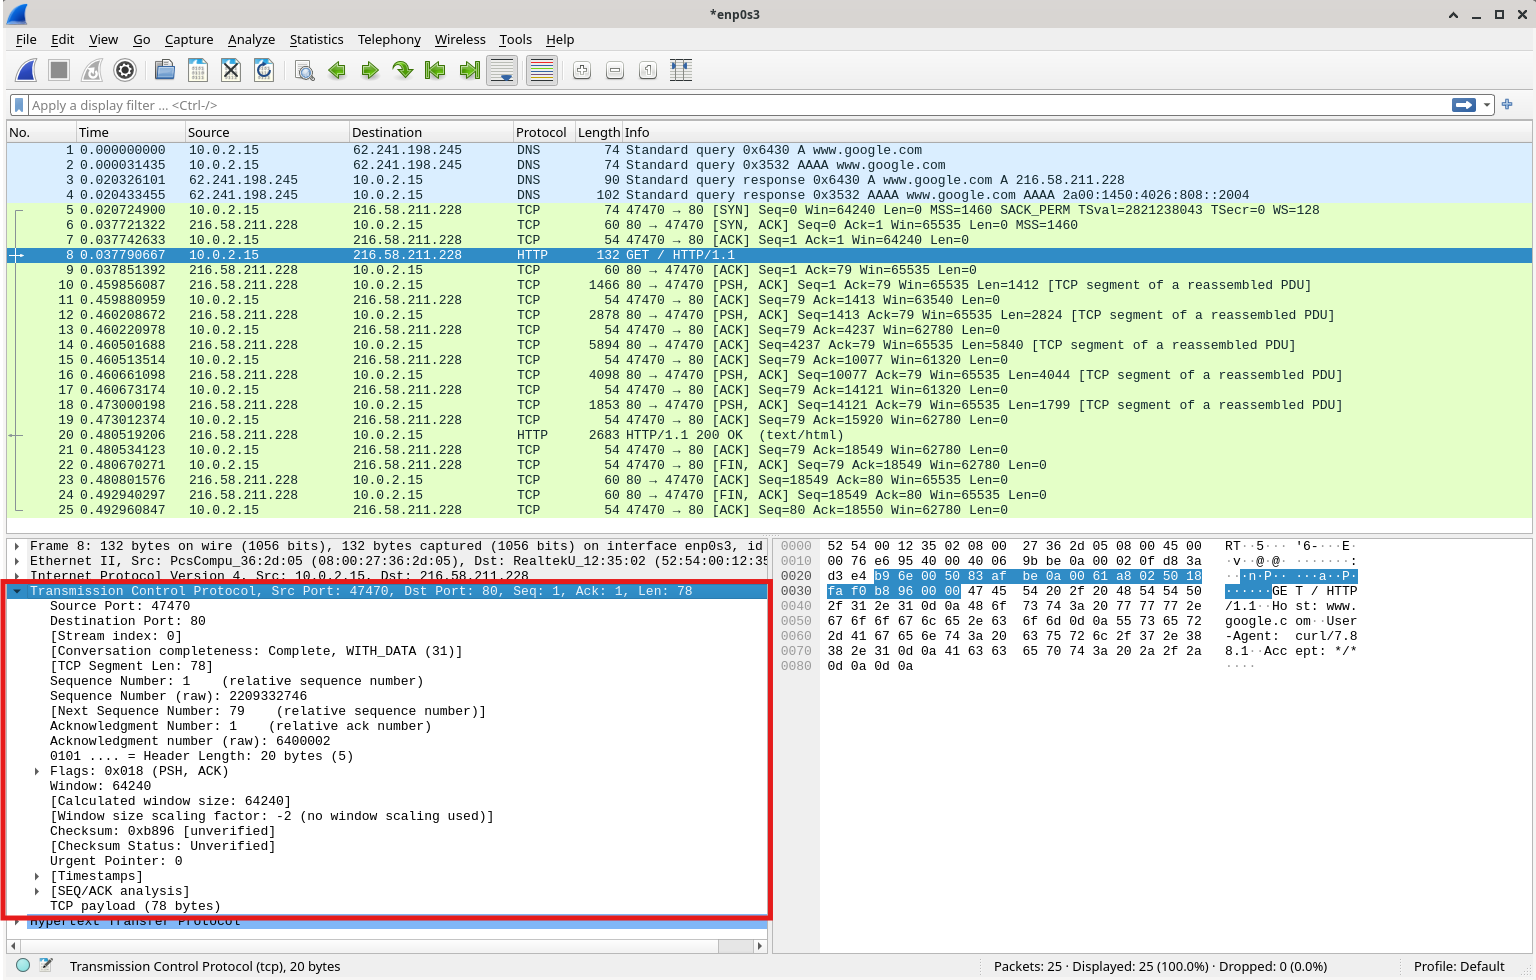 *enp0s3
File Edit View Go Capture Analyze Statistics Telephony Wireless Tools Help
Apply a display filter ... <Ctrl-/>
No. Time Source Destination Protocol Length Info
1 0.000000000 10.0.2.15 62.241.198.245 DNS 74 Standard query 0x6430 A www.google.com
2 0.000031435 10.0.2.15 62.241.198.245 DNS 74 Standard query 0x3532 AAAA www.google.com
3 0.020326101 62.241.198.245 10.0.2.15 DNS 90 Standard query response 0x6430 A www.google.com A 216.58.211.228
4 0.020433455 62.241.198.245 10.0.2.15 DNS 102 Standard query response 0x3532 AAAA www.google.com AAAA 2a00:1450:4026:808::2004
5 0.020724900 10.0.2.15 216.58.211.228 TCP 74 47470 → 80 [SYN] Seq=0 Win=64240 Len=0 MSS=1460 SACK_PERM TSval=2821238043 TSecr=0 WS=128
6 0.037721322 216.58.211.228 10.0.2.15 TCP 60 80 → 47470 [SYN, ACK] Seq=0 Ack=1 Win=65535 Len=0 MSS=1460
7 0.037742633 10.0.2.15 216.58.211.228 TCP 54 47470 → 80 [ACK] Seq=1 Ack=1 Win=64240 Len=0
8 0.037790667 10.0.2.15 216.58.211.228 HTTP 132 GET / HTTP/1.1
9 0.037851392 216.58.211.228 10.0.2.15 TCP 60 80 → 47470 [ACK] Seq=1 Ack=79 Win=65535 Len=0
10 0.459856087 216.58.211.228 10.0.2.15 TCP 1466 80 → 47470 [PSH, ACK] Seq=1 Ack=79 Win=65535 Len=1412 [TCP segment of a reassembled PDU]
11 0.459880959 10.0.2.15 216.58.211.228 TCP 54 47470 → 80 [ACK] Seq=79 Ack=1413 Win=63540 Len=0
12 0.460208672 216.58.211.228 10.0.2.15 TCP 2878 80 → 47470 [PSH, ACK] Seq=1413 Ack=79 Win=65535 Len=2824 [TCP segment of a reassembled PDU]
13 0.460220978 10.0.2.15 216.58.211.228 TCP 54 47470 → 80 [ACK] Seq=79 Ack=4237 Win=62780 Len=0
14 0.460501688 216.58.211.228 10.0.2.15 TCP 5894 80 → 47470 [PSH, ACK] Seq=4237 Ack=79 Win=65535 Len=5840 [TCP segment of a reassembled PDU]
15 0.460513514 10.0.2.15 216.58.211.228 TCP 54 47470 → 80 [ACK] Seq=79 Ack=10077 Win=61320 Len=0
16 0.460661098 216.58.211.228 10.0.2.15 TCP 4098 80 → 47470 [PSH, ACK] Seq=10077 Ack=79 Win=65535 Len=4044 [TCP segment of a reassembled PDU]
17 0.460673174 10.0.2.15 216.58.211.228 TCP 54 47470 → 80 [ACK] Seq=79 Ack=14121 Win=61320 Len=0
18 0.473000198 216.58.211.228 10.0.2.15 TCP 1853 80 → 47470 [PSH, ACK] Seq=14121 Ack=79 Win=65535 Len=1799 [TCP segment of a reassembled PDU]
19 0.473012374 10.0.2.15 216.58.211.228 TCP 54 47470 → 80 [ACK] Seq=79 Ack=15920 Win=62780 Len=0
20 0.480519206 216.58.211.228 10.0.2.15 HTTP 2683 HTTP/1.1 200 OK (text/html)
21 0.480534123 10.0.2.15 216.58.211.228 TCP 54 47470 → 80 [ACK] Seq=79 Ack=18549 Win=62780 Len=0
22 0.480670271 10.0.2.15 216.58.211.228 TCP 54 47470 → 80 [FIN, ACK] Seq=79 Ack=18549 Win=62780 Len=0
23 0.480801576 216.58.211.228 10.0.2.15 TCP 60 80 → 47470 [ACK] Seq=18549 Ack=80 Win=65535 Len=0
24 0.492940297 216.58.211.228 10.0.2.15 TCP 60 80 → 47470 [FIN, ACK] Seq=18549 Ack=80 Win=65535 Len=0
25 0.492960847 10.0.2.15 216.58.211.228 TCP 54 47470 → 80 [ACK] Seq=80 Ack=18550 Win=62780 Len=0
Frame 8: 132 bytes on wire (1056 bits), 132 bytes captured (1056 bits) on interface enp0s3, id
Ethernet II, Src: PcsCompu_36:2d:05 (08:00:27:36:2d:05), Dst: RealtekU_12:35:02 (52:54:00:12:35
Internet Protocol Version 4, Src: 10.0.2.15, Dst: 216.58.211.228
Transmission Control Protocol, Src Port: 47470, Dst Port: 80, Seq: 1, Ack: 1, Len: 78
Source Port: 47470
Destination Port: 80
[Stream index: 0]
[Conversation completeness: Complete, WITH_DATA (31)]
[TCP Segment Len: 78]
Sequence Number: 1 (relative sequence number)
Sequence Number (raw): 2209332746
[Next Sequence Number: 79 (relative sequence number)]
Acknowledgment Number: 1 (relative ack number)
Acknowledgment number (raw): 6400002
0101 .... = Header Length: 20 bytes (5)
Flags: 0x018 (PSH, ACK)
Window: 64240
[Calculated window size: 64240]
[Window size scaling factor: -2 (no window scaling used)]
Checksum: 0xb896 [unverified]
[Checksum Status: Unverified]
Urgent Pointer: 0
[Timestamps]
[SEQ/ACK analysis]
TCP payload (78 bytes)
Hypertext Transfer Protocol
0000 52 54 00 12 35 02 08 00 27 36 2d 05 08 00 45 00 RT··5··· '6-···E·
0010 00 76 e6 95 40 00 40 06 9b be 0a 00 02 0f d8 3a ·v··@·@· ·······:
0020 d3 e4 b9 6e 00 50 83 af be 0a 00 61 a8 02 50 18 ···n·P·· ···a··P·
0030 fa f0 b8 96 00 00 47 45 54 20 2f 20 48 54 54 50 ······GE T / HTTP
0040 2f 31 2e 31 0d 0a 48 6f 73 74 3a 20 77 77 77 2e /1.1··Ho st: www.
0050 67 6f 6f 67 6c 65 2e 63 6f 6d 0d 0a 55 73 65 72 google.c om··User
0060 2d 41 67 65 6e 74 3a 20 63 75 72 6c 2f 37 2e 38 -Agent: curl/7.8
0070 38 2e 31 0d 0a 41 63 63 65 70 74 3a 20 2a 2f 2a 8.1··Acc ept: */*
0080 0d 0a 0d 0a ····
Transmission Control Protocol (tcp), 20 bytes
Packets: 25 · Displayed: 25 (100.0%) · Dropped: 0 (0.0%)
Profile: Default